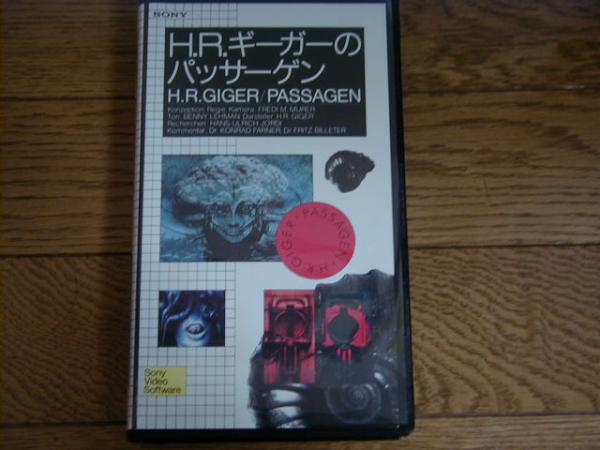 SONY
H.R.ギーガーの
パッサーゲン
H.R.GIGER/PASSAGEN
Konzeption Regie Kamera: FREDI M. MURER
Ton: BENNY LEHMAN Darsteller H.R. GIGER
Recherchen: HANS-ULRICH JORDI
Kommentar: Dr. KONRAD FARNER, Dr. FRITZ BILLETER
PASSAGEN · H.R.GIGER ·
Sony
Video
Software